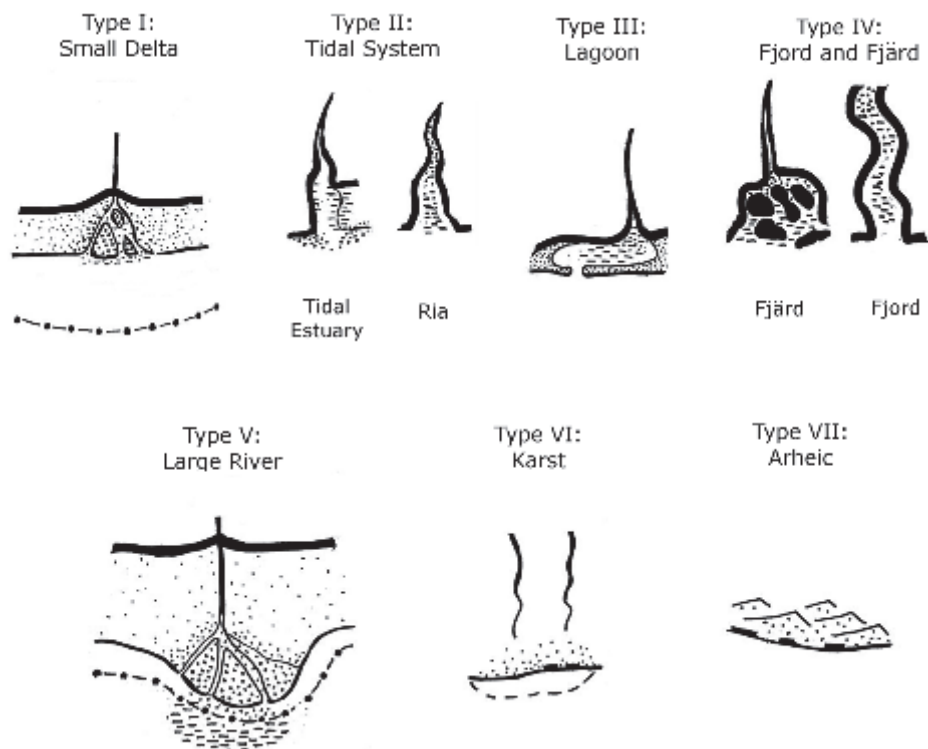 Type I:
Small Delta
Type II:
Tidal System
Type III:
Lagoon
Type IV:
Fjord and Fjärd
Tidal
Estuary
Ria
Fjärd
Fjord
Type V:
Large River
Type VI:
Karst
Type VII:
Arheic